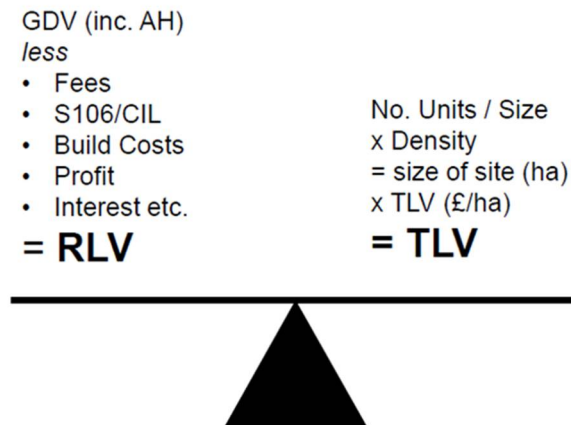 GDV (inc. AH)
less
• Fees
• S106/CIL
• Build Costs
• Profit
• Interest etc.
= RLV
No. Units / Size
x Density
= size of site (ha)
x TLV (£/ha)
= TLV